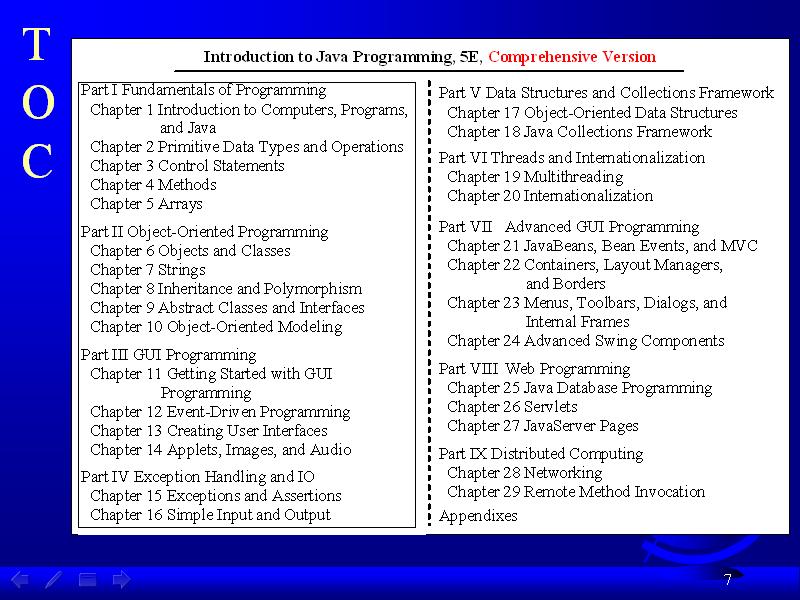 T
O
C
Introduction to Java Programming, 5E, Comprehensive Version
Part I Fundamentals of Programming
Chapter 1 Introduction to Computers, Programs,
and Java
Chapter 2 Primitive Data Types and Operations
Chapter 3 Control Statements
Chapter 4 Methods
Chapter 5 Arrays
Part II Object-Oriented Programming
Chapter 6 Objects and Classes
Chapter 7 Strings
Chapter 8 Inheritance and Polymorphism
Chapter 9 Abstract Classes and Interfaces
Chapter 10 Object-Oriented Modeling
Part III GUI Programming
Chapter 11 Getting Started with GUI
Programming
Chapter 12 Event-Driven Programming
Chapter 13 Creating User Interfaces
Chapter 14 Applets, Images, and Audio
Part IV Exception Handling and IO
Chapter 15 Exceptions and Assertions
Chapter 16 Simple Input and Output
Part V Data Structures and Collections Framework
Chapter 17 Object-Oriented Data Structures
Chapter 18 Java Collections Framework
Part VI Threads and Internationalization
Chapter 19 Multithreading
Chapter 20 Internationalization
Part VII Advanced GUI Programming
Chapter 21 JavaBeans, Bean Events, and MVC
Chapter 22 Containers, Layout Managers,
and Borders
Chapter 23 Menus, Toolbars, Dialogs, and
Internal Frames
Chapter 24 Advanced Swing Components
Part VIII Web Programming
Chapter 25 Java Database Programming
Chapter 26 Servlets
Chapter 27 JavaServer Pages
Part IX Distributed Computing
Chapter 28 Networking
Chapter 29 Remote Method Invocation
Appendixes
7